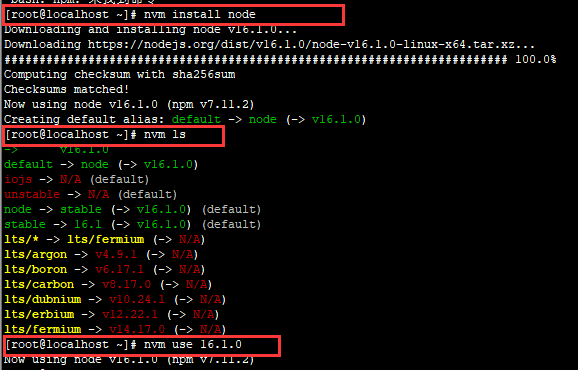 bash: npm: 未找到命令
[root@localhost ~]# nvm install node
Downloading and installing node v16.1.0...
Downloading https://nodejs.org/dist/v16.1.0/node-v16.1.0-linux-x64.tar.xz...
######################################################################### 100.0%
Computing checksum with sha256sum
Checksums matched!
Now using node v16.1.0 (npm v7.11.2)
Creating default alias: default -> node (-> v16.1.0)
[root@localhost ~]# nvm ls
-> v16.1.0
default -> node (-> v16.1.0)
iojs -> N/A (default)
unstable -> N/A (default)
node -> stable (-> v16.1.0) (default)
stable -> 16.1 (-> v16.1.0) (default)
lts/* -> lts/fermium (-> N/A)
lts/argon -> v4.9.1 (-> N/A)
lts/boron -> v6.17.1 (-> N/A)
lts/carbon -> v8.17.0 (-> N/A)
lts/dubnium -> v10.24.1 (-> N/A)
lts/erbium -> v12.22.1 (-> N/A)
lts/fermium -> v14.17.0 (-> N/A)
[root@localhost ~]# nvm use 16.1.0
Now using node v16.1.0 (npm v7.11.2)